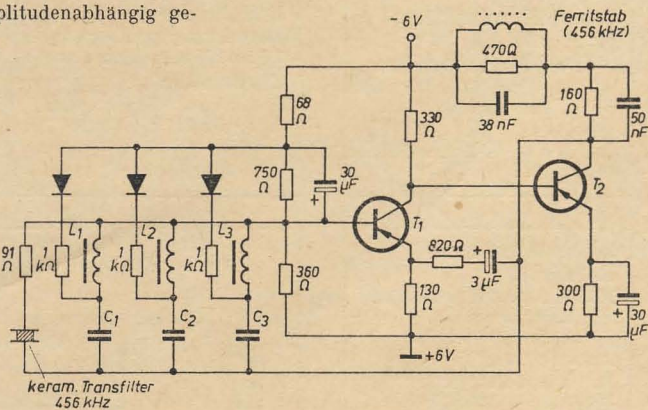 plitudenabhängig ge-
- 6V
Ferritstab
(456 kHz)
470Ω
38 nF
68
Ω
330
Ω
160
Ω
50
nF
750
Ω
30
µF
+
T1
T2
L1
L2
L3
91
Ω
1
kΩ
1
kΩ
1
kΩ
360
Ω
820Ω
+
3 µF
130
Ω
300
Ω
+
30
µF
C1
C2
C3
+6V
keram. Transfilter
456 kHz